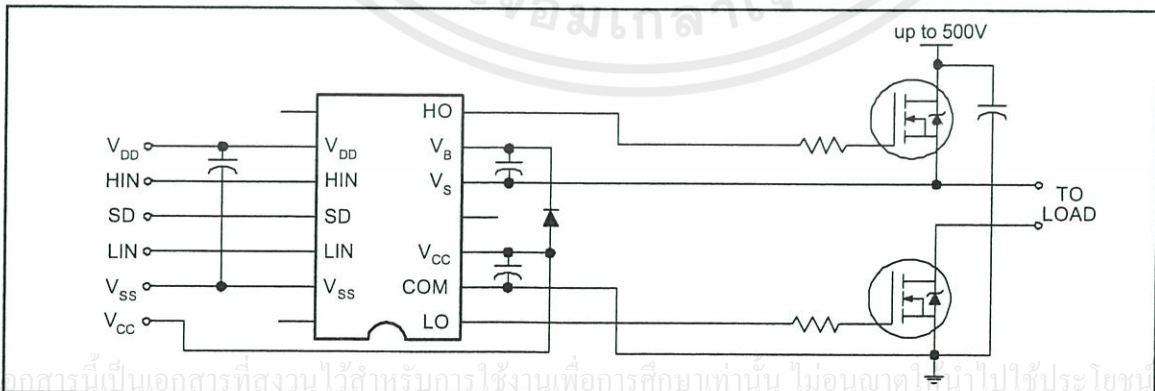 up to 500V
HO
V_DD
V_DD
V_B
HIN
HIN
V_S
SD
SD
TO
LOAD
LIN
LIN
V_CC
V_SS
V_SS
COM
V_CC
LO
เอกสารนี้เป็นเอกสารที่สงวนไว้สำหรับการใช้งานเพื่อการศึกษาเท่านั้น ไม่อนุญาตให้นำไปใช้ประโยชน์